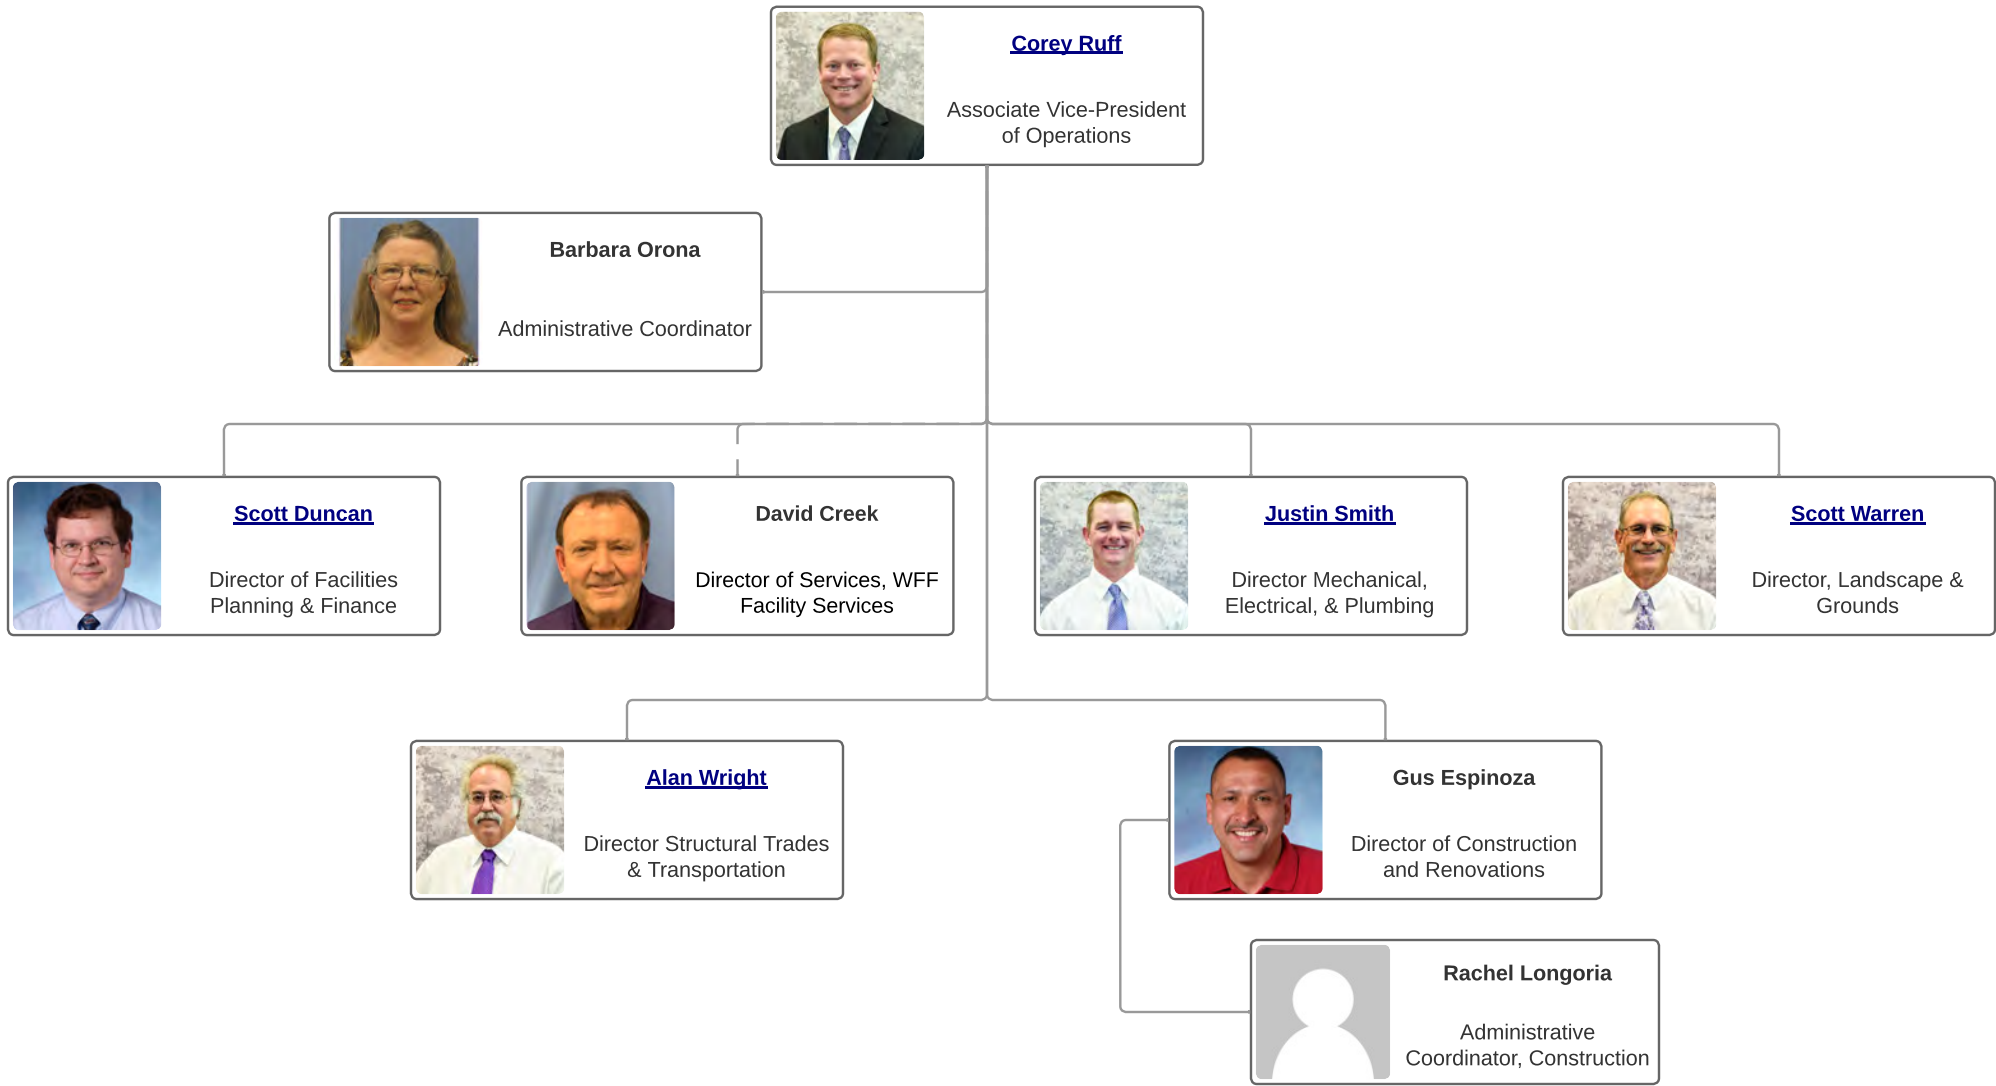 Corey Ruff
Associate Vice-President
of Operations
Barbara Orona
Administrative Coordinator
Scott Duncan
Director of Facilities
Planning & Finance
David Creek
Director of Services, WFF
Facility Services
Justin Smith
Director Mechanical,
Electrical, & Plumbing
Scott Warren
Director, Landscape &
Grounds
Alan Wright
Director Structural Trades
& Transportation
Gus Espinoza
Director of Construction
and Renovations
Rachel Longoria
Administrative
Coordinator, Construction